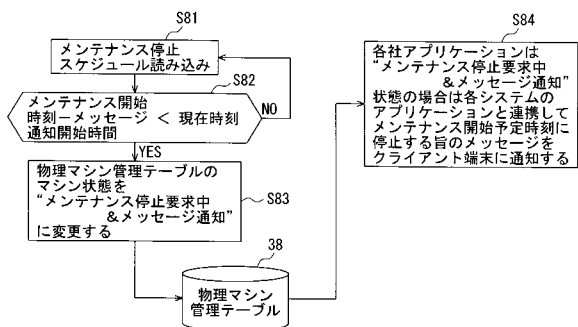 S81
メンテナンス停止
スケジュール読み込み
S82
メンテナンス開始
時刻－メッセージ ＜ 現在時刻
通知開始時間
NO
YES
物理マシン管理テーブルの
マシン状態を
“メンテナンス停止要求中
＆メッセージ通知”
に変更する
S83
38
物理マシン
管理テーブル
S84
各社アプリケーションは
“メンテナンス停止要求中
＆メッセージ通知”
状態の場合は各システムの
アプリケーションと連携して
メンテナンス開始予定時刻に
停止する旨のメッセージを
クライアント端末に通知する